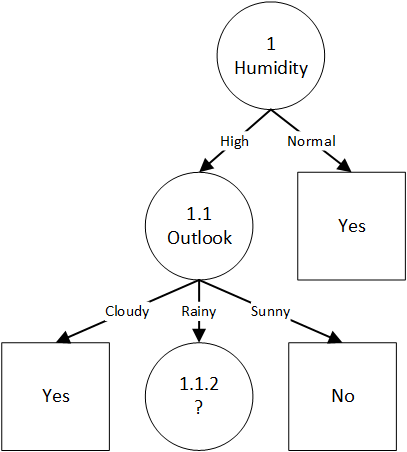 1
Humidity
High
Normal
1.1
Outlook
Yes
Cloudy
Rainy
Sunny
Yes
1.1.2
?
No